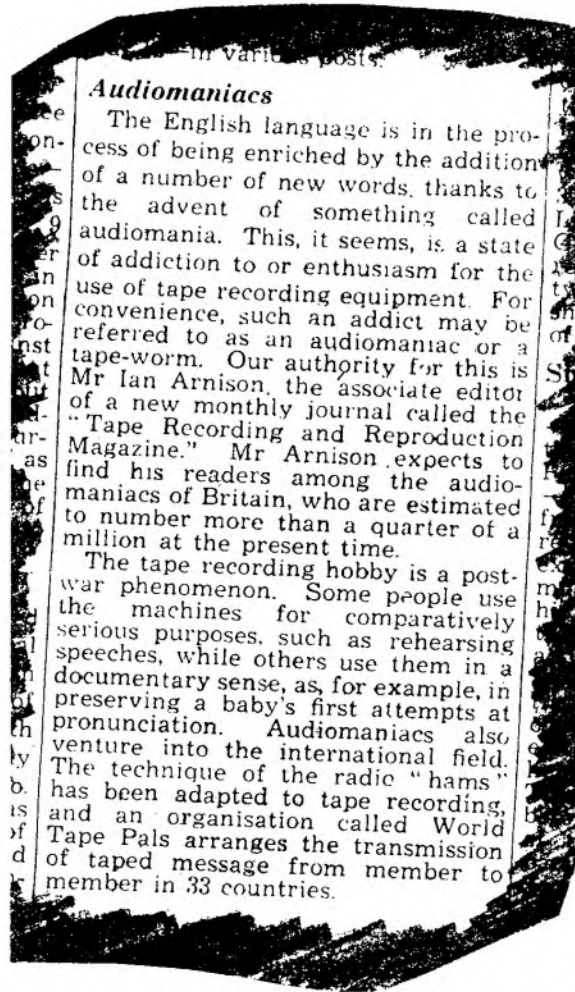 in various posts.
Audiomaniacs
The English language is in the pro-
cess of being enriched by the addition
of a number of new words, thanks to
the advent of something called
audiomania. This, it seems, is a state
of addiction to or enthusiasm for the
use of tape recording equipment. For
convenience, such an addict may be
referred to as an audiomaniac or a
tape-worm. Our authority for this is
Mr Ian Arnison, the associate editor
of a new monthly journal called the
"Tape Recording and Reproduction
Magazine." Mr Arnison expects to
find his readers among the audio-
maniacs of Britain, who are estimated
to number more than a quarter of a
million at the present time.
The tape recording hobby is a post-
war phenomenon. Some people use
the machines for comparatively
serious purposes, such as rehearsing
speeches, while others use them in a
documentary sense, as, for example, in
preserving a baby's first attempts at
pronunciation. Audiomaniacs also
venture into the international field.
The technique of the radio "hams"
has been adapted to tape recording,
and an organisation called World
Tape Pals arranges the transmission
of taped message from member to
member in 33 countries.